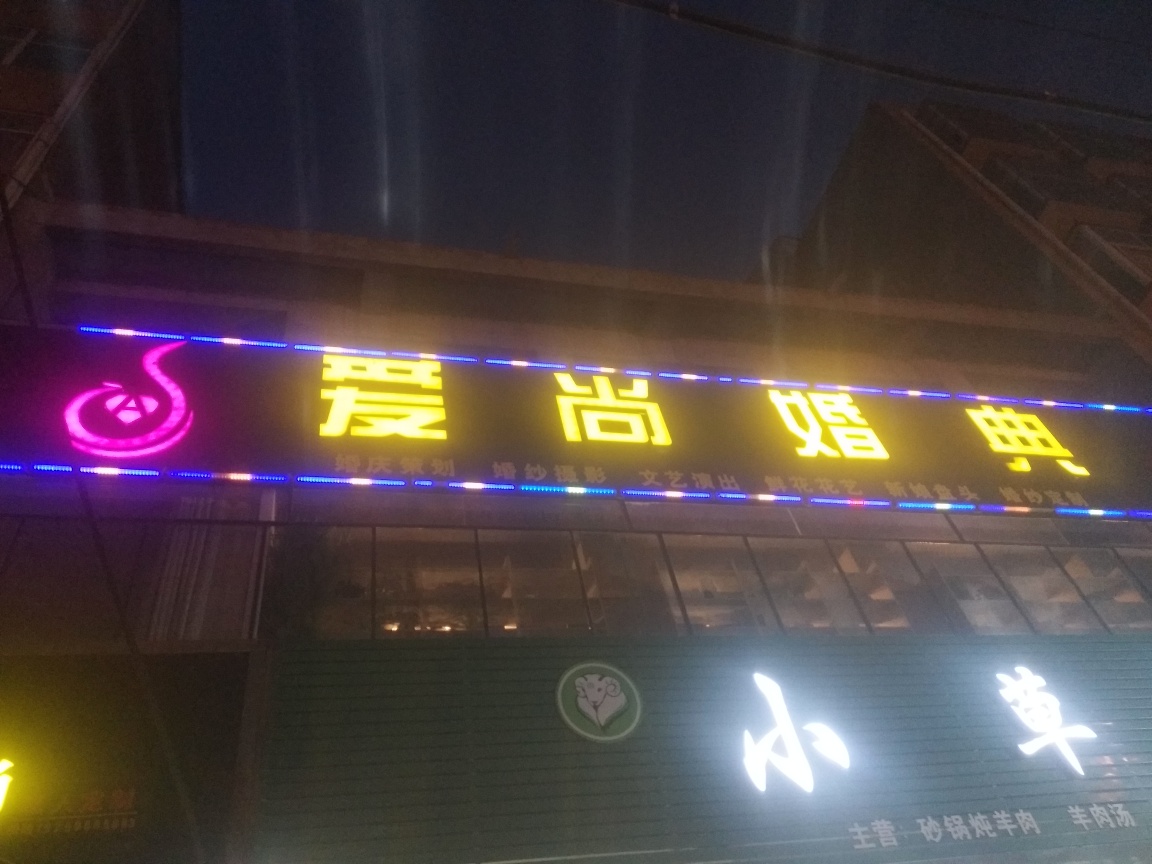 爱尚婚典
婚庆策划 婚纱摄影 文艺演出 鲜花花艺 新娘盘头 婚纱定制
小草
主营：砂锅炖羊肉 羊肉汤